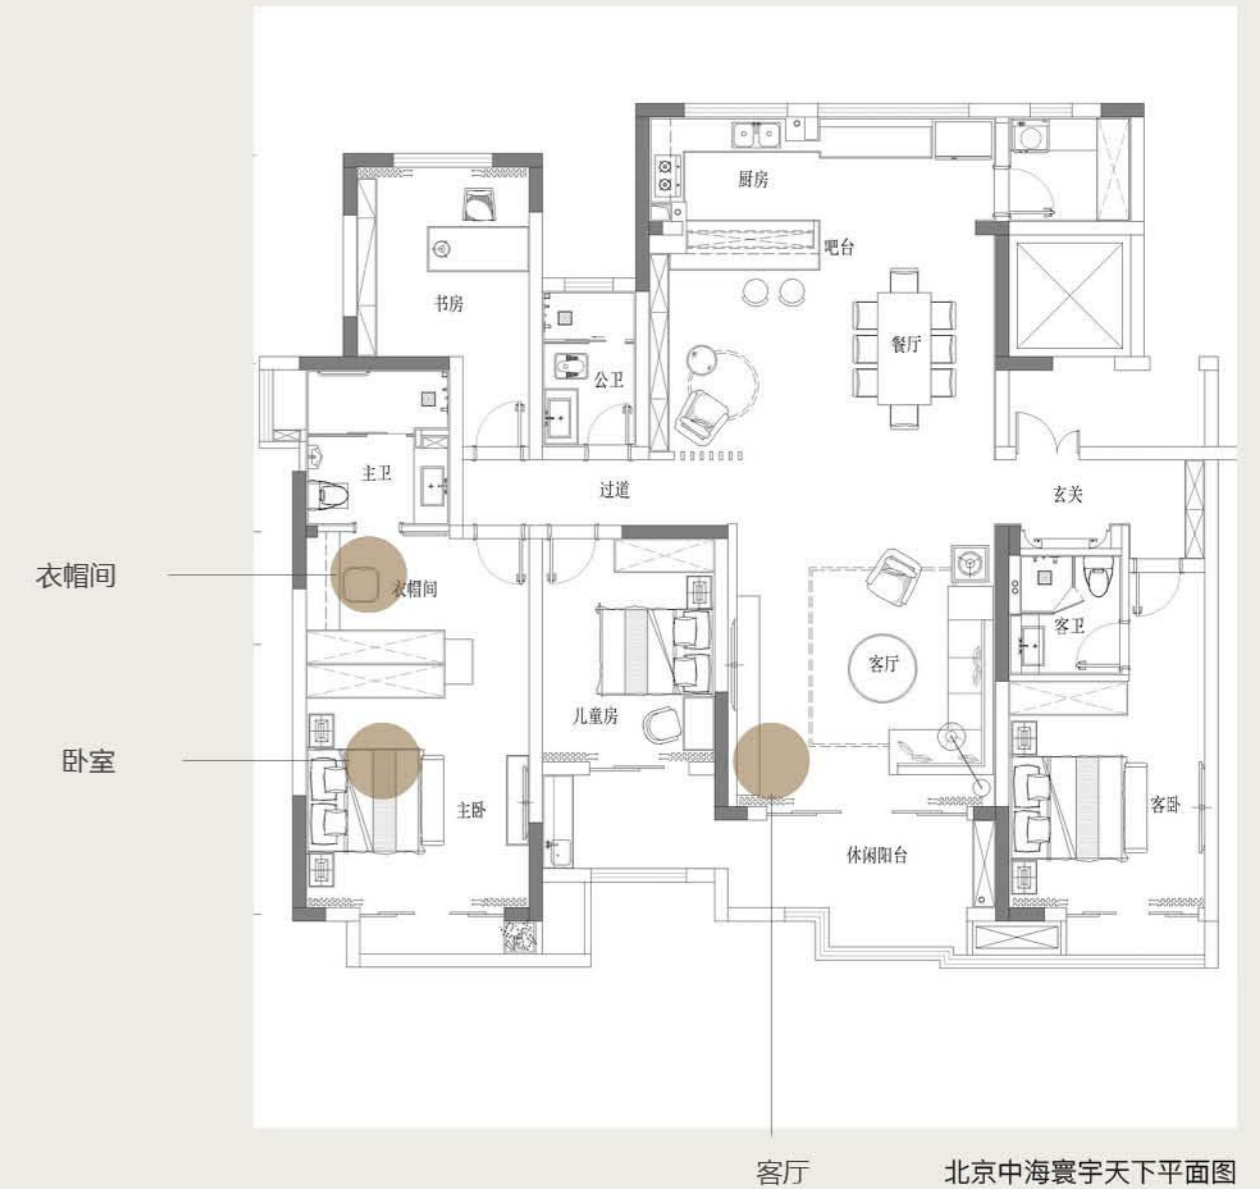 厨房
吧台
书房
餐厅
公卫
主卫
过道
玄关
衣帽间
衣帽间
客卫
客厅
儿童房
卧室
主卧
客卧
休闲阳台
客厅
北京中海寰宇天下平面图